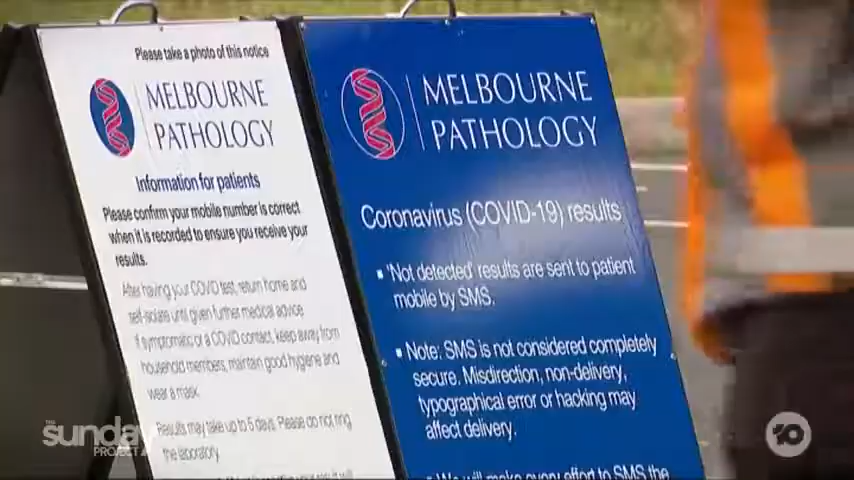 Please take a photo of this notice
MELBOURNE
PATHOLOGY
Information for patients
Please confirm your mobile number is correct
when it is recorded to ensure you receive your
results.
After having your COVID test, return home and
self-isolate until given further medical advice
If symptomatic or a COVID contact, keep away from
household members, maintain good hygiene and
wear a mask.
Results may take up to 5 days. Please do not ring
the laboratory.
MELBOURNE
PATHOLOGY
Coronavirus (COVID-19) results
▪ 'Not detected' results are sent to patient
mobile by SMS.
▪ Note: SMS is not considered completely
secure. Misdirection, non-delivery,
typographical error or hacking may
affect delivery.
▪ We will make every effort to SMS the
THE
sunday
PROJECT
10